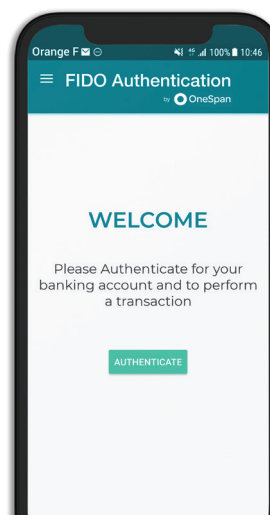 Orange F 100% 10:46
FIDO Authentication
by OneSpan
WELCOME
Please Authenticate for your
banking account and to perform
a transaction
AUTHENTICATE